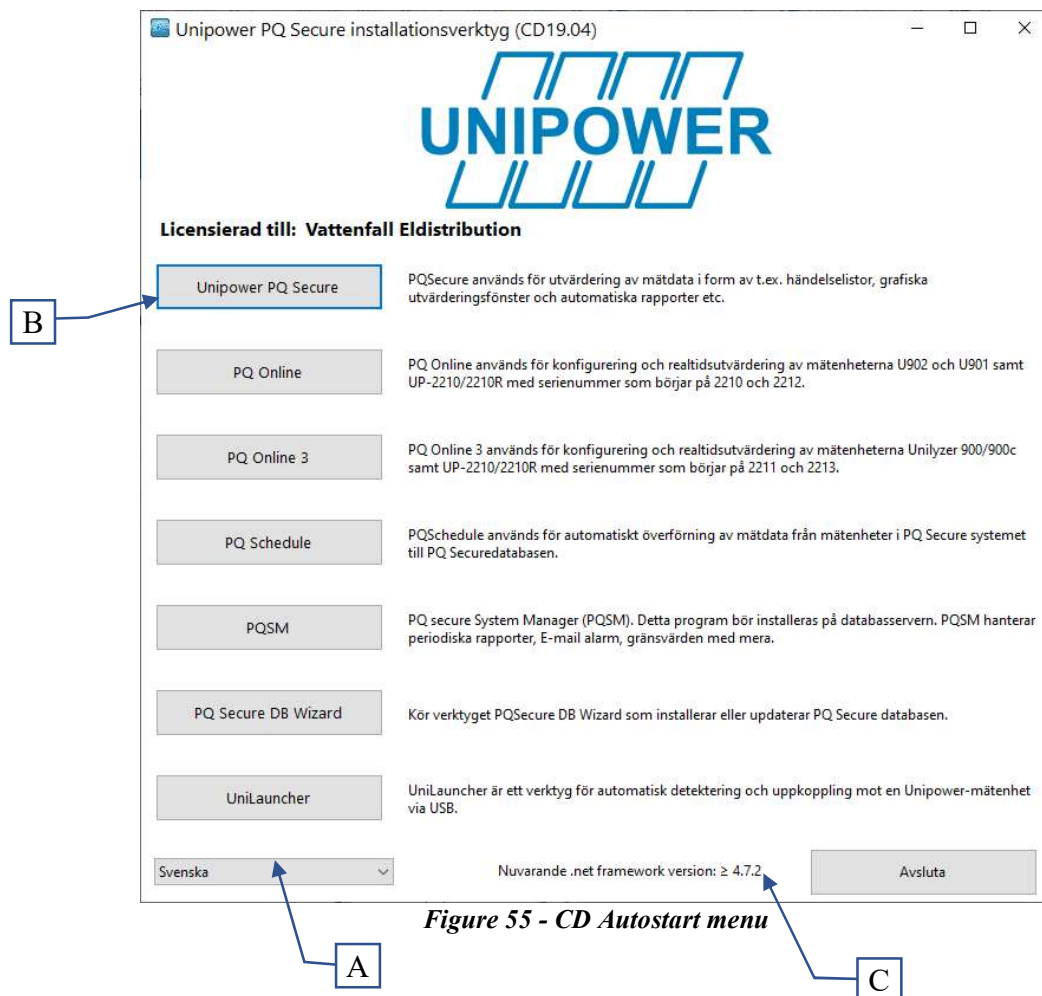 Unipower PQ Secure installationsverktyg (CD19.04)
UNIPOWER
Licensierad till: Vattenfall Eldistribution
Unipower PQ Secure
PQSecure används för utvärdering av mätdata i form av t.ex. händelselistor, grafiska
utvärderingsfönster och automatiska rapporter etc.
B
PQ Online
PQ Online används för konfigurering och realtidsutvärdering av mätenheterna U902 och U901 samt
UP-2210/2210R med serienummer som börjar på 2210 och 2212.
PQ Online 3
PQ Online 3 används för konfigurering och realtidsutvärdering av mätenheterna Unilyzer 900/900c
samt UP-2210/2210R med serienummer som börjar på 2211 och 2213.
PQ Schedule
PQSchedule används för automatiskt överförning av mätdata från mätenheter i PQ Secure systemet
till PQ Securedatabasen.
PQSM
PQ secure System Manager (PQSM). Detta program bör installeras på databasservern. PQSM hanterar
periodiska rapporter, E-mail alarm, gränsvärden med mera.
PQ Secure DB Wizard
Kör verktyget PQSecure DB Wizard som installerar eller updaterar PQ Secure databasen.
UniLauncher
UniLauncher är ett verktyg för automatisk detektering och uppkoppling mot en Unipower-mätenhet
via USB.
Svenska
Nuvarande .net framework version: ≥ 4.7.2
Avsluta
Figure 55 - CD Autostart menu
A
C